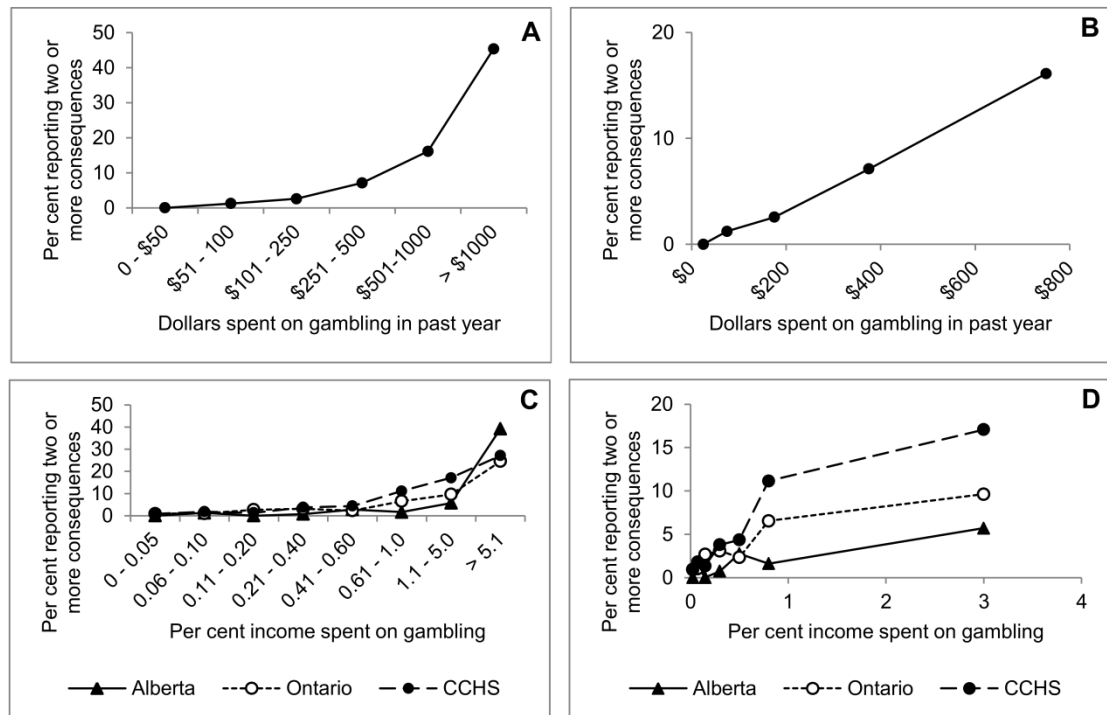 A
Per cent reporting two or
more consequences
50
40
30
20
10
0
0 - $50
$51 - 100
$101 - 250
$251 - 500
$501-1000
> $1000
Dollars spent on gambling in past year
B
Per cent reporting two or
more consequences
20
10
0
$0
$200
$400
$600
$800
Dollars spent on gambling in past year
C
Per cent reporting two or
more consequences
50
40
30
20
10
0
0 - 0.05
0.06 - 0.10
0.11 - 0.20
0.21 - 0.40
0.41 - 0.60
0.61 - 1.0
1.1 - 5.0
> 5.1
Per cent income spent on gambling
Alberta
Ontario
CCHS
D
Per cent reporting two or
more consequences
20
15
10
5
0
0
1
2
3
4
Per cent income spent on gambling
Alberta
Ontario
CCHS